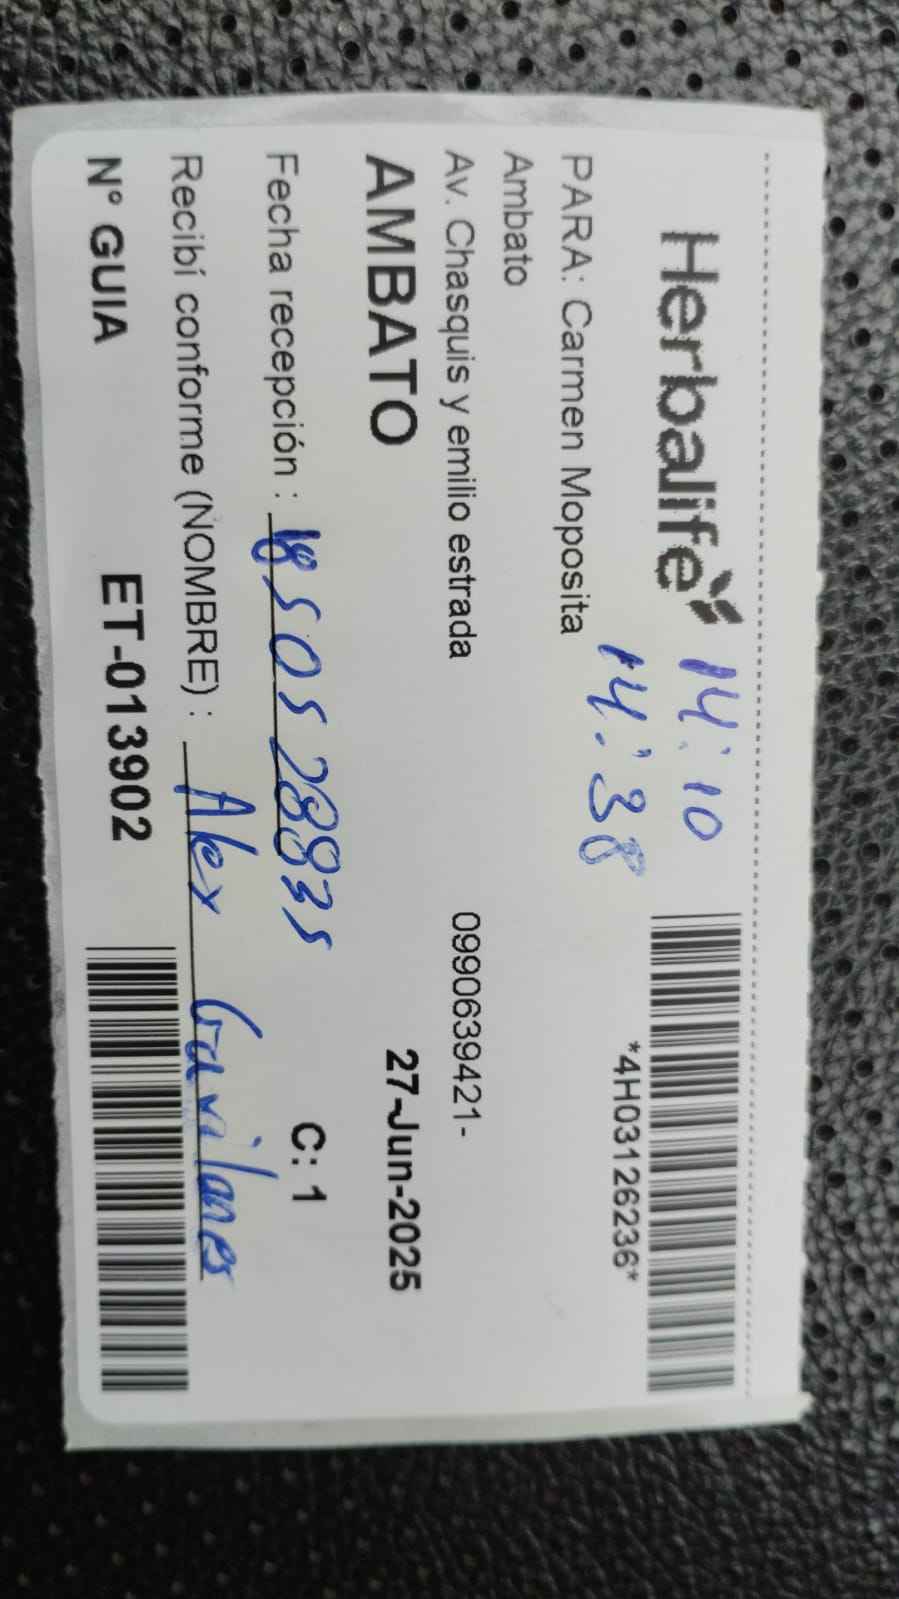 Herbalife
14:10
14:38
*4H03126236*
PARA: Carmen Moposita
Ambato
Av. Chasquis y emilio estrada 0990639421-
AMBATO 27-Jun-2025
Fecha recepción : C: 1
Recibí conforme (NOMBRE) : Alex Gavilanes
N° GUIA ET-013902